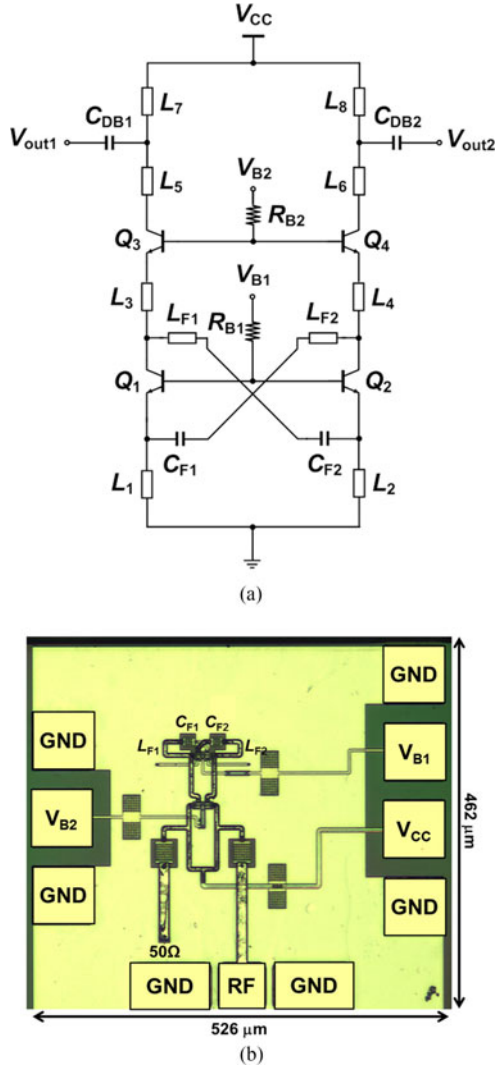 VCC
L7
L8
CDB1
CDB2
Vout1
Vout2
L5
L6
VB2
RB2
Q3
Q4
VB1
L3
L4
LF1
LF2
RB1
Q1
Q2
CF1
CF2
L1
L2
(a)
GND
CF1 CF2
GND
LF1
LF2
VB1
VB2
VCC
462 μm
GND
GND
50Ω
GND
RF
GND
526 μm
(b)